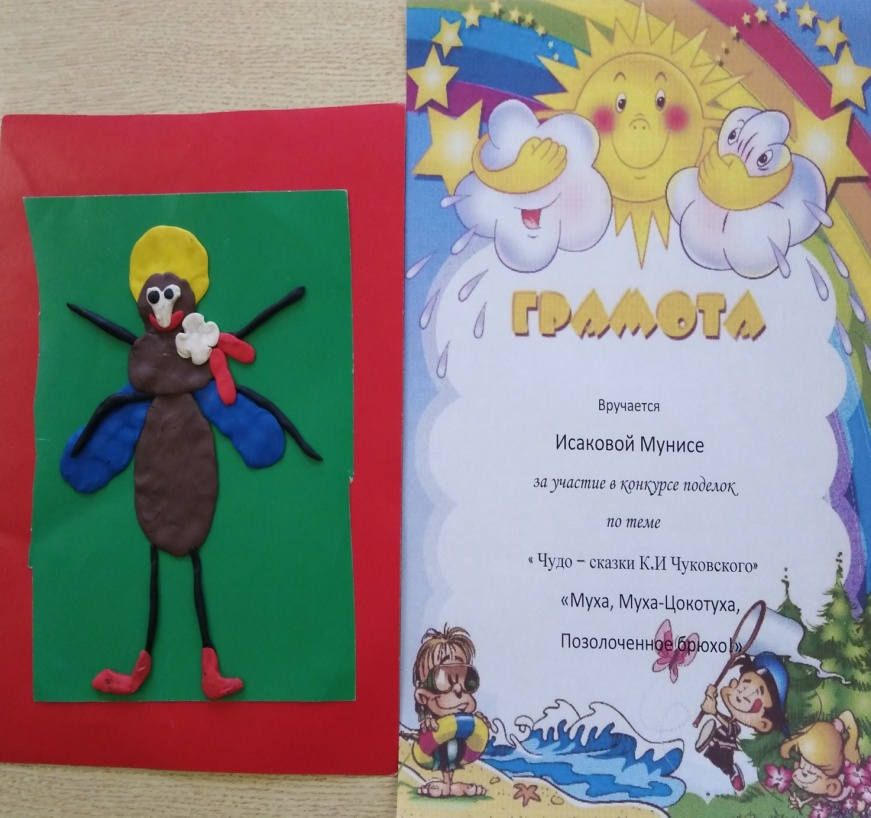 ГРАМОТА
Вручается
Исаковой Мунисе
за участие в конкурсе поделок
по теме
« Чудо – сказки К.И Чуковского»
«Муха, Муха-Цокотуха,
Позолоченное брюхо!»